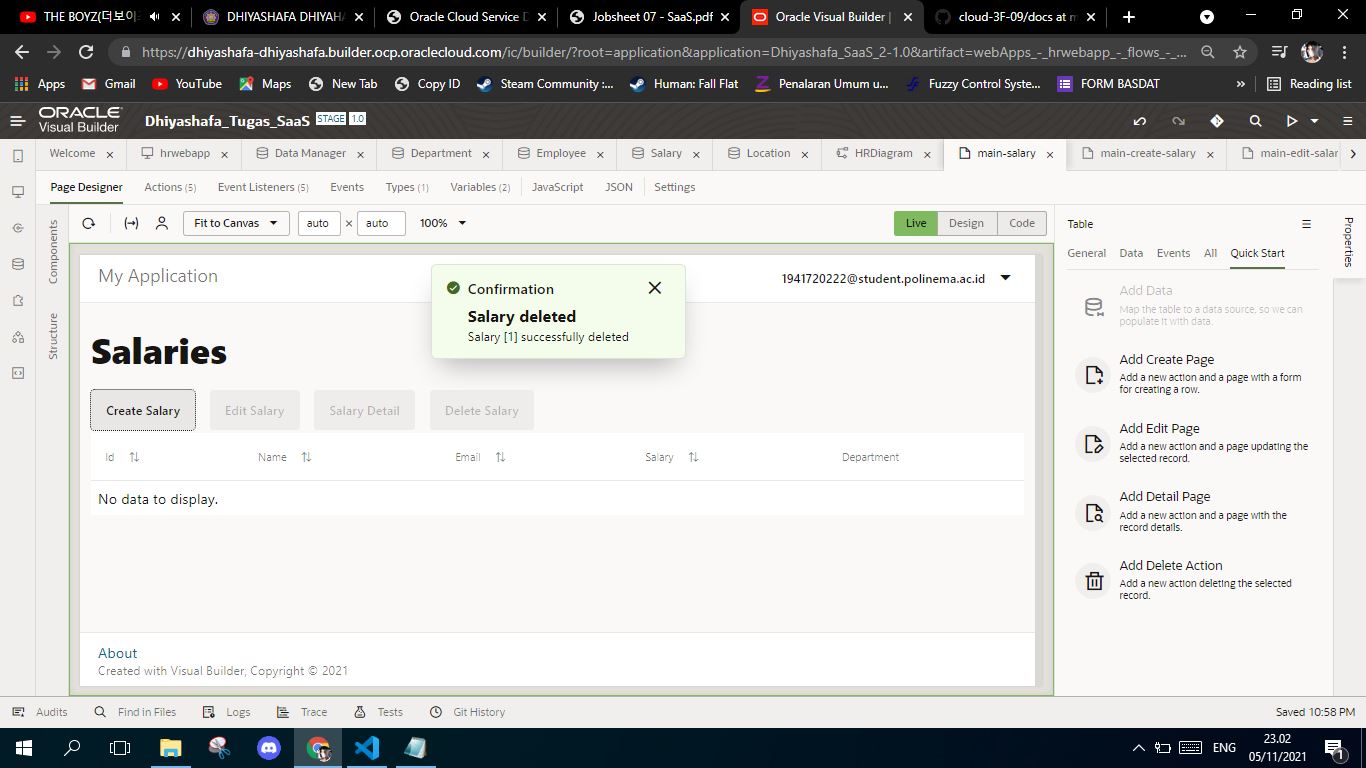 THE BOYZ(더보이
DHIYASHAFA DHIYAH
Oracle Cloud Service D
Jobsheet 07 - SaaS.pdf
Oracle Visual Builder |
cloud-3F-09/docs at m
https://dhiyashafa-dhiyashafa.builder.ocp.oraclecloud.com/ic/builder/?root=application&application=Dhiyashafa_SaaS_2-1.0&artifact=webApps_-_hrwebapp_-_flows_-_...
Apps
Gmail
YouTube
Maps
New Tab
Copy ID
Steam Community :...
Human: Fall Flat
Penalaran Umum u...
Fuzzy Control Syste...
FORM BASDAT
»
Reading list
ORACLE
Visual Builder
Dhiyashafa_Tugas_SaaS STAGE 1.0
Welcome
hrwebapp
Data Manager
Department
Employee
Salary
Location
HRDiagram
main-salary
main-create-salary
main-edit-salar
Page Designer
Actions (5)
Event Listeners (5)
Events
Types (1)
Variables (2)
JavaScript
JSON
Settings
Components
Structure
Fit to Canvas
auto × auto
100%
Live
Design
Code
My Application
1941720222@student.polinema.ac.id
Confirmation
Salary deleted
Salary [1] successfully deleted
Salaries
Create Salary
Edit Salary
Salary Detail
Delete Salary
Id
Name
Email
Salary
Department
No data to display.
About
Created with Visual Builder, Copyright © 2021
Table
Properties
General
Data
Events
All
Quick Start
Add Data
Map the table to a data source, so we can
populate it with data.
Add Create Page
Add a new action and a page with a form
for creating a row.
Add Edit Page
Add a new action and a page updating the
selected record.
Add Detail Page
Add a new action and a page with the
record details.
Add Delete Action
Add a new action deleting the selected
record.
Audits
Find in Files
Logs
Trace
Tests
Git History
Saved 10:58 PM
ENG
23.02
05/11/2021
1